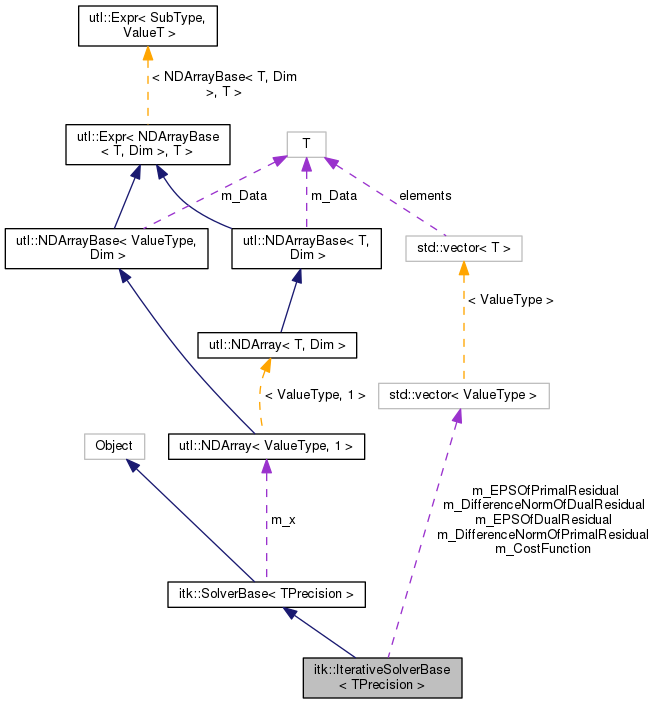 utl::Expr< SubType,
ValueT >
< NDArrayBase< T, Dim
>, T >
utl::Expr< NDArrayBase
< T, Dim >, T >
T
m_Data
m_Data
elements
utl::NDArrayBase< ValueType,
Dim >
utl::NDArrayBase< T,
Dim >
std::vector< T >
< ValueType >
utl::NDArray< T, Dim >
< ValueType, 1 >
std::vector< ValueType >
Object
utl::NDArray< ValueType, 1 >
m_x
m_EPSOfPrimalResidual
m_DifferenceNormOfDualResidual
m_EPSOfDualResidual
m_DifferenceNormOfPrimalResidual
m_CostFunction
itk::SolverBase< TPrecision >
itk::IterativeSolverBase
< TPrecision >